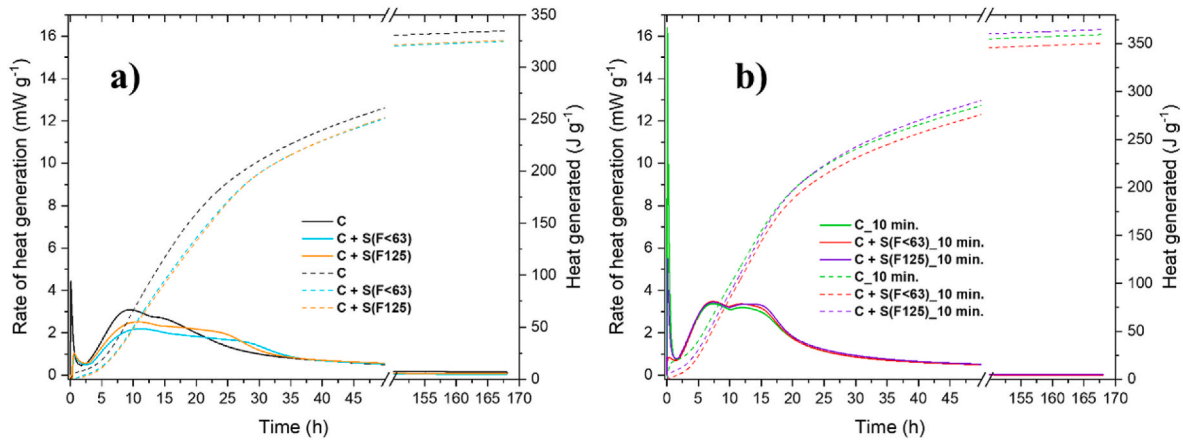 a)
Rate of heat generation (mW g⁻¹)
16
14
12
10
8
6
4
2
0
C
C + S(F<63)
C + S(F125)
C
C + S(F<63)
C + S(F125)
350
300
250
200
150
100
50
0
Heat generated (J g⁻¹)
0 5 10 15 20 25 30 35 40 45 155 160 165 170
Time (h)
b)
Rate of heat generation (mW g⁻¹)
16
14
12
10
8
6
4
2
0
C_10 min.
C + S(F<63)_10 min.
C + S(F125)_10 min.
C_10 min.
C + S(F<63)_10 min.
C + S(F125)_10 min.
350
300
250
200
150
100
50
0
Heat generated (J g⁻¹)
0 5 10 15 20 25 30 35 40 45 155 160 165 170
Time (h)